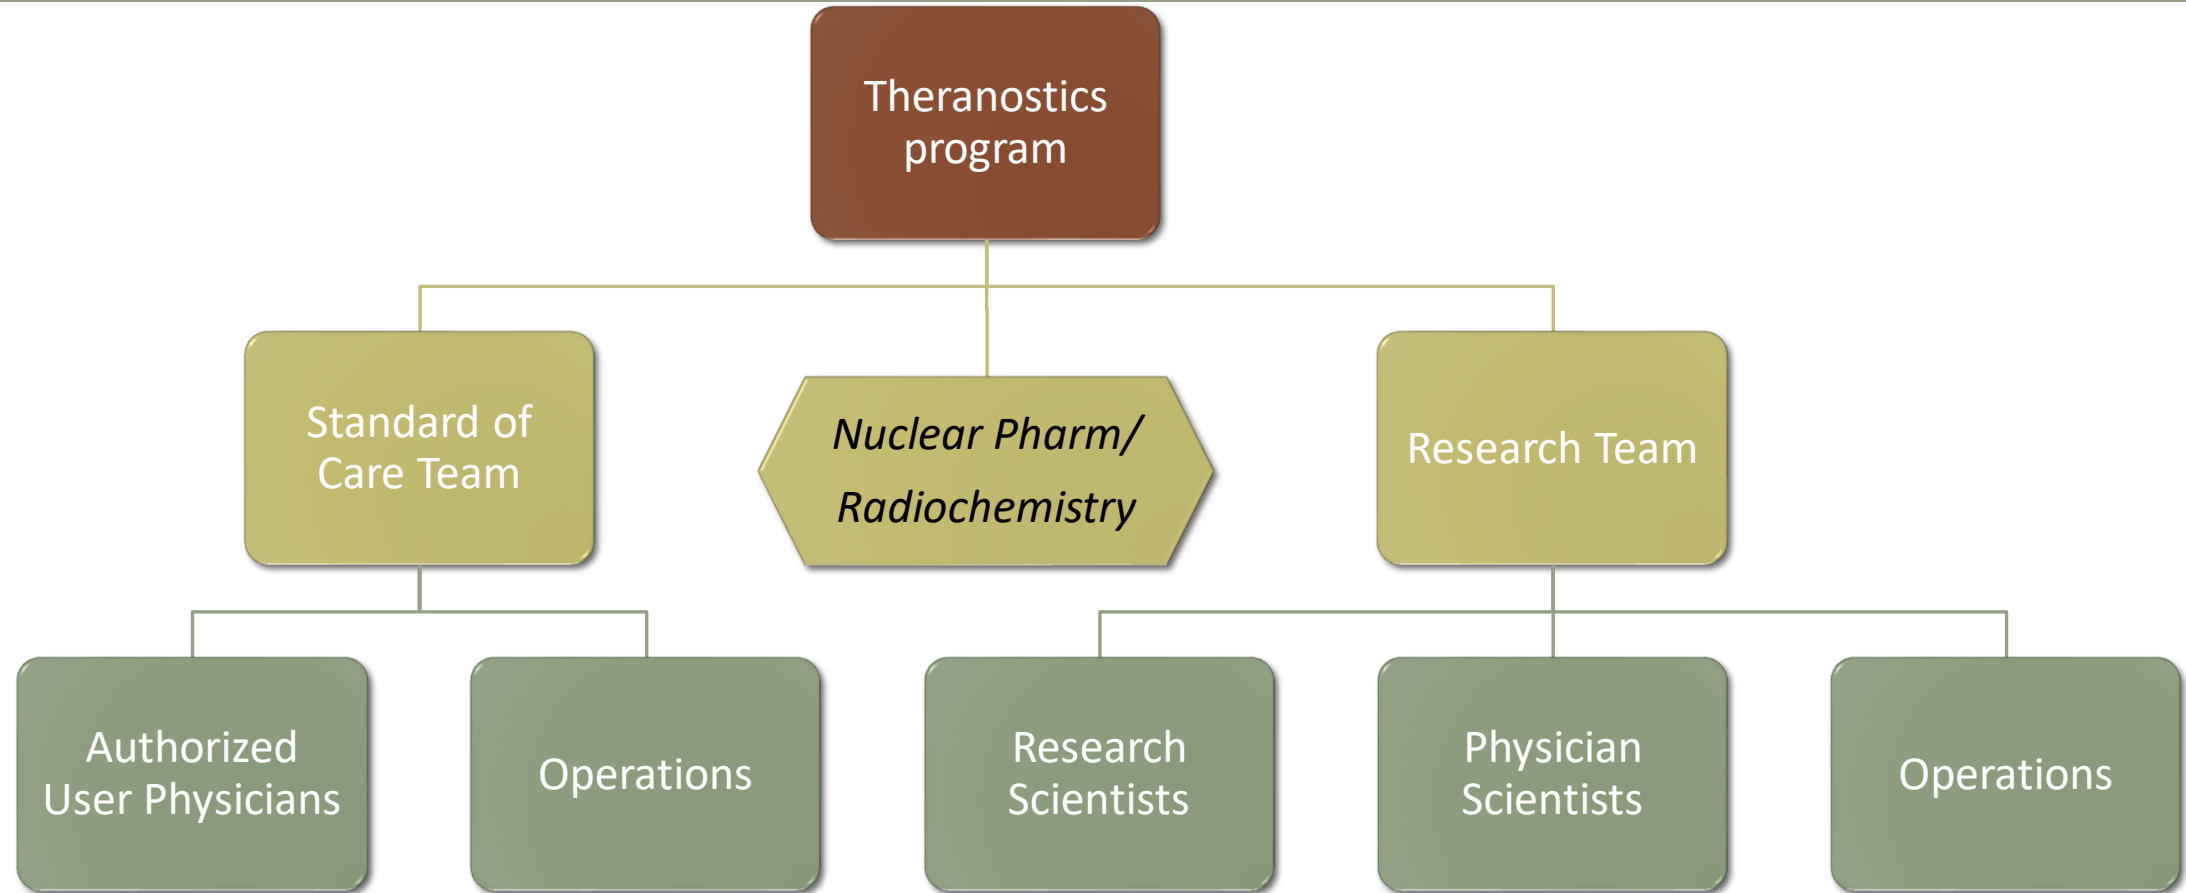 Theranostics
program
Standard of
Care Team
Nuclear Pharm/
Radiochemistry
Research Team
Authorized
User Physicians
Operations
Research
Scientists
Physician
Scientists
Operations